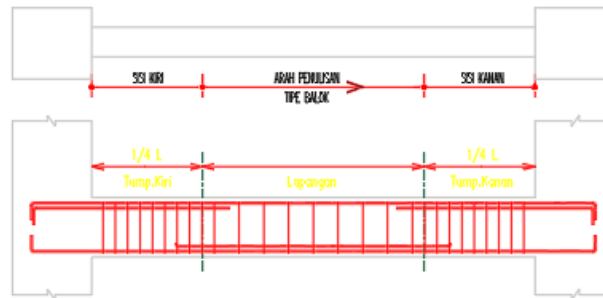 SISI KIRI ARAH PENULISAN SISI KANAN
TIPE BALOK
1/4 L 1/4 L
Tump.Kiri Lapangan Tump.Kanan